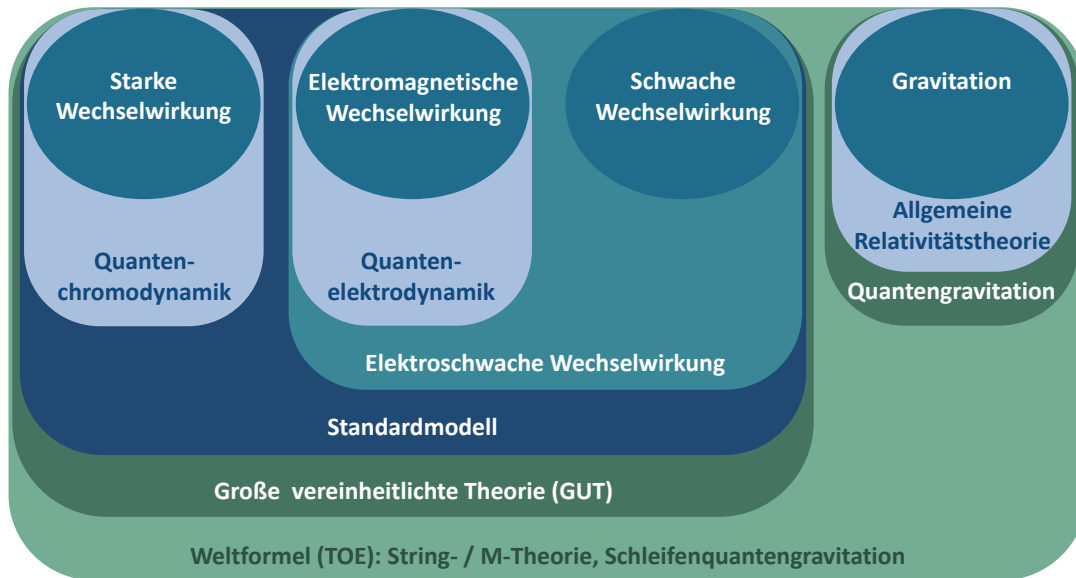 Starke
Wechselwirkung
Elektromagnetische
Wechselwirkung
Schwache
Wechselwirkung
Gravitation
Quanten-
chromodynamik
Quanten-
elektrodynamik
Allgemeine
Relativitätstheorie
Quantengravitation
Elektroschwache Wechselwirkung
Standardmodell
Große vereinheitlichte Theorie (GUT)
Weltformel (TOE): String- / M-Theorie, Schleifenquantengravitation